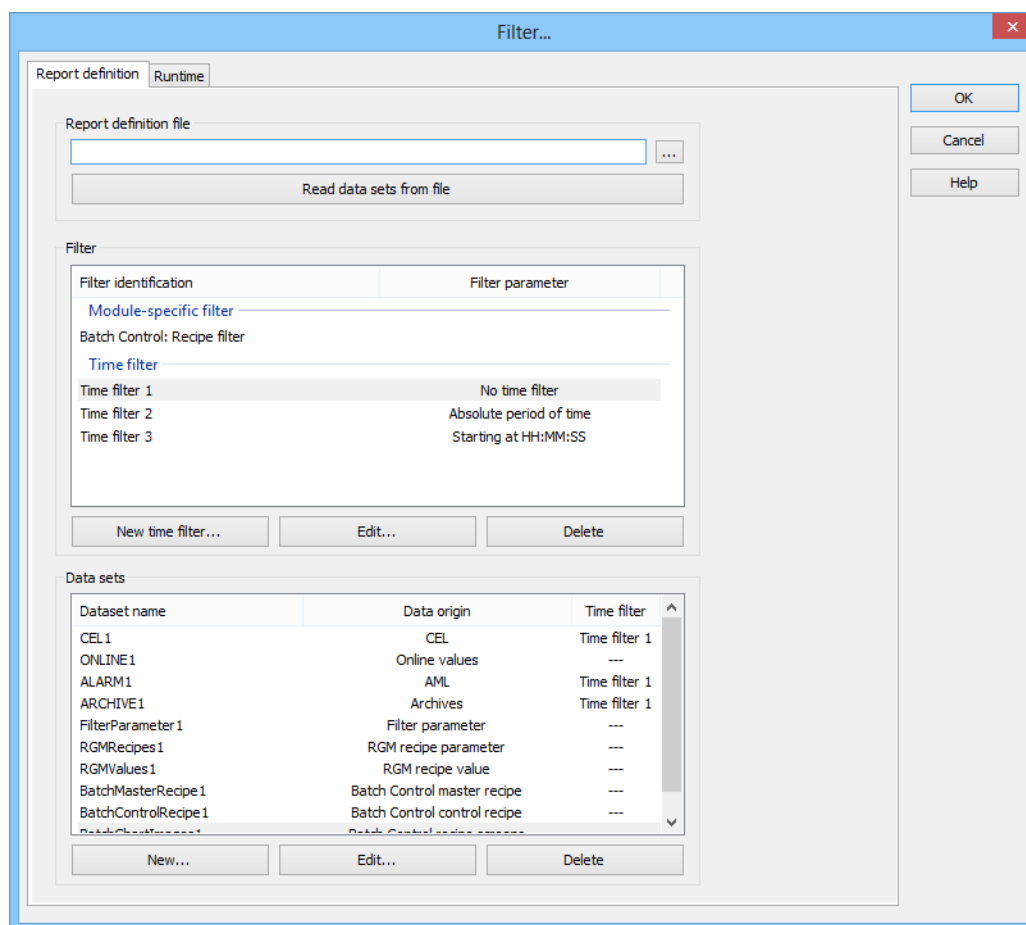 Filter...
Report definition Runtime
OK
Cancel
Help
Report definition file
...
Read data sets from file
Filter
Filter identification Filter parameter
Module-specific filter
Batch Control: Recipe filter
Time filter
Time filter 1 No time filter
Time filter 2 Absolute period of time
Time filter 3 Starting at HH:MM:SS
New time filter... Edit... Delete
Data sets
Dataset name Data origin Time filter
CEL1 CEL Time filter 1
ONLINE1 Online values ---
ALARM1 AML Time filter 1
ARCHIVE1 Archives Time filter 1
FilterParameter1 Filter parameter ---
RGMRecipes1 RGM recipe parameter ---
RGMValues1 RGM recipe value ---
BatchMasterRecipe1 Batch Control master recipe ---
BatchControlRecipe1 Batch Control control recipe ---
BatchChartImages1 Batch Control recipe screens
New... Edit... Delete